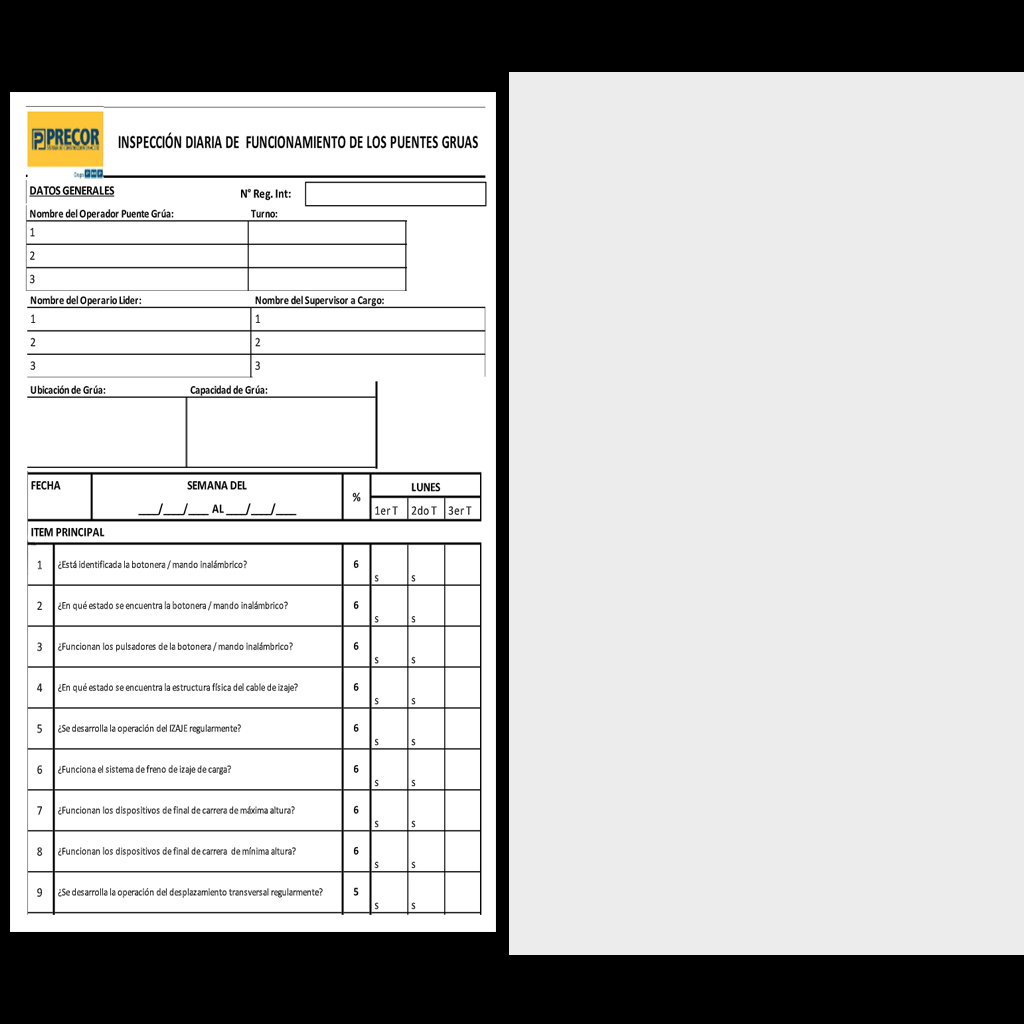 PRECOR
INSPECCIÓN DIARIA DE FUNCIONAMIENTO DE LOS PUENTES GRUAS
DATOS GENERALES
N° Reg. Int:
Nombre del Operador Puente Grúa: Turno:
1
2
3
Nombre del Operario Lider: Nombre del Supervisor a Cargo:
1 1
2 2
3 3
Ubicación de Grúa: Capacidad de Grúa:
FECHA SEMANA DEL % LUNES
___/___/___ AL ___/___/___ 1er T 2do T 3er T
ITEM PRINCIPAL
1 ¿Está identificada la botonera / mando inalámbrico? 6 s s
2 ¿En qué estado se encuentra la botonera / mando inalámbrico? 6 s s
3 ¿Funcionan los pulsadores de la botonera / mando inalámbrico? 6 s s
4 ¿En qué estado se encuentra la estructura física del cable de izaje? 6 s s
5 ¿Se desarrolla la operación del IZAJE regularmente? 6 s s
6 ¿Funciona el sistema de freno de izaje de carga? 6 s s
7 ¿Funcionan los dispositivos de final de carrera de máxima altura? 6 s s
8 ¿Funcionan los dispositivos de final de carrera de mínima altura? 6 s s
9 ¿Se desarrolla la operación del desplazamiento transversal regularmente? 5 s s